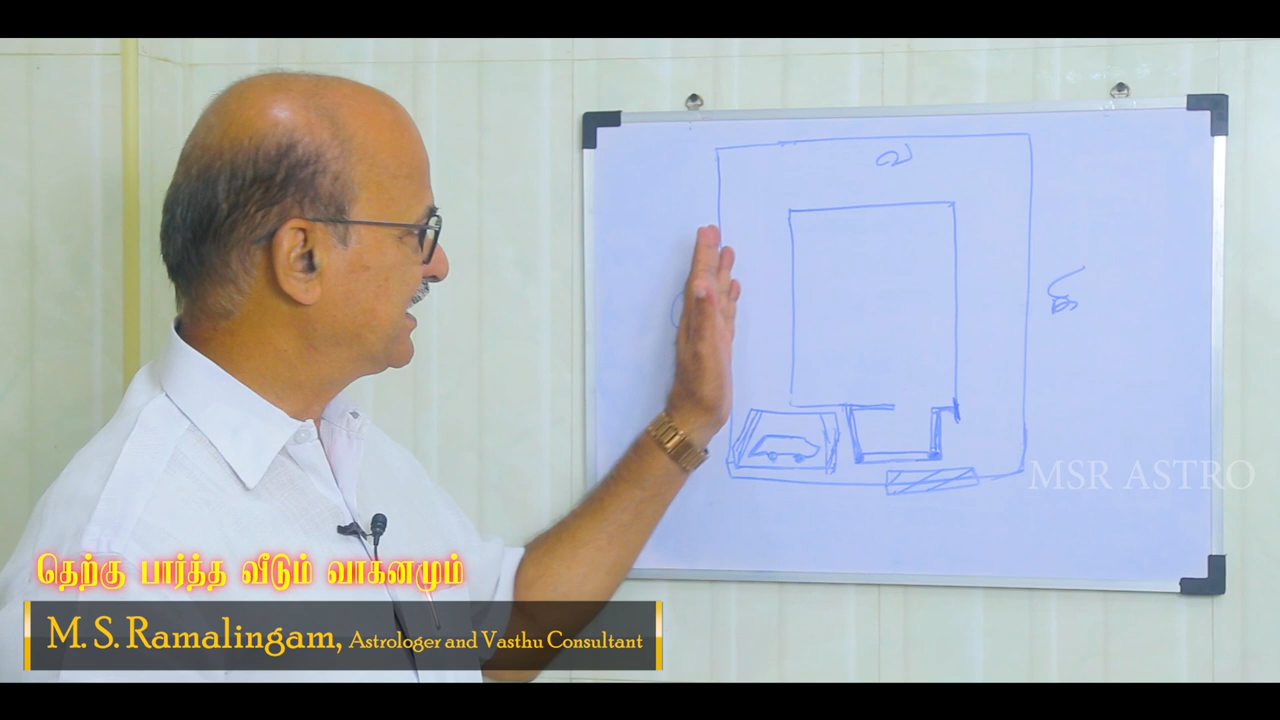 வ
கி
MSR ASTRO
தெற்கு பார்த்த வீடும் வாகனமும்
M. S. Ramalingam, Astrologer and Vasthu Consultant